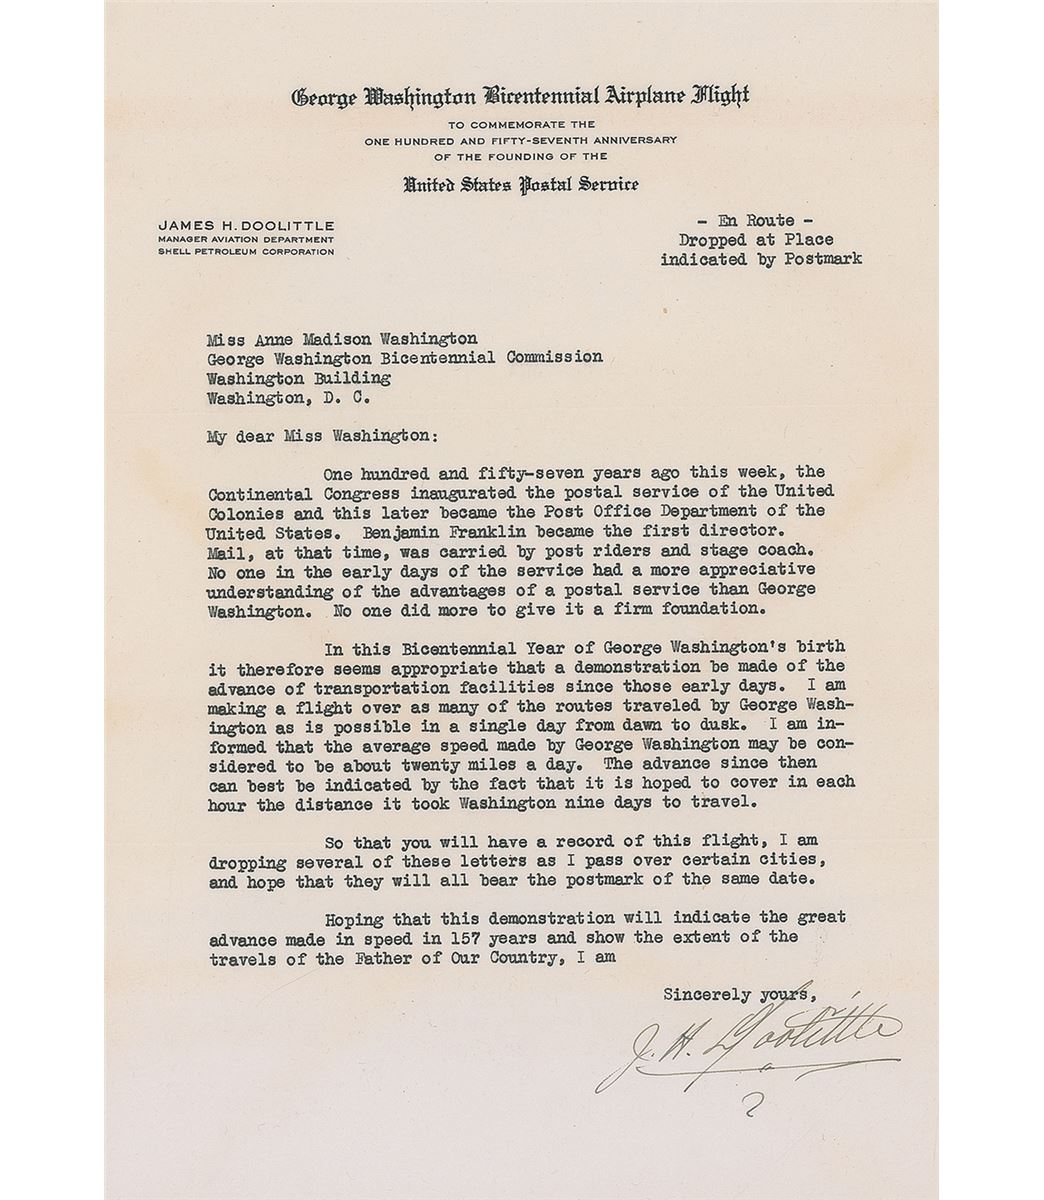 George Washington Bicentennial Airplane Flight
TO COMMEMORATE THE
ONE HUNDRED AND FIFTY-SEVENTH ANNIVERSARY
OF THE FOUNDING OF THE
United States Postal Service
JAMES H. DOOLITTLE
MANAGER AVIATION DEPARTMENT
SHELL PETROLEUM CORPORATION
- En Route -
Dropped at Place
indicated by Postmark
Miss Anne Madison Washington
George Washington Bicentennial Commission
Washington Building
Washington, D. C.
My dear Miss Washington:
One hundred and fifty-seven years ago this week, the
Continental Congress inaugurated the postal service of the United
Colonies and this later became the Post Office Department of the
United States. Benjamin Franklin became the first director.
Mail, at that time, was carried by post riders and stage coach.
No one in the early days of the service had a more appreciative
understanding of the advantages of a postal service than George
Washington. No one did more to give it a firm foundation.
In this Bicentennial Year of George Washington's birth
it therefore seems appropriate that a demonstration be made of the
advance of transportation facilities since those early days. I am
making a flight over as many of the routes traveled by George Wash-
ington as is possible in a single day from dawn to dusk. I am in-
formed that the average speed made by George Washington may be con-
sidered to be about twenty miles a day. The advance since then
can best be indicated by the fact that it is hoped to cover in each
hour the distance it took Washington nine days to travel.
So that you will have a record of this flight, I am
dropping several of these letters as I pass over certain cities,
and hope that they will all bear the postmark of the same date.
Hoping that this demonstration will indicate the great
advance made in speed in 157 years and show the extent of the
travels of the Father of Our Country, I am
Sincerely yours,
J. H. Doolittle